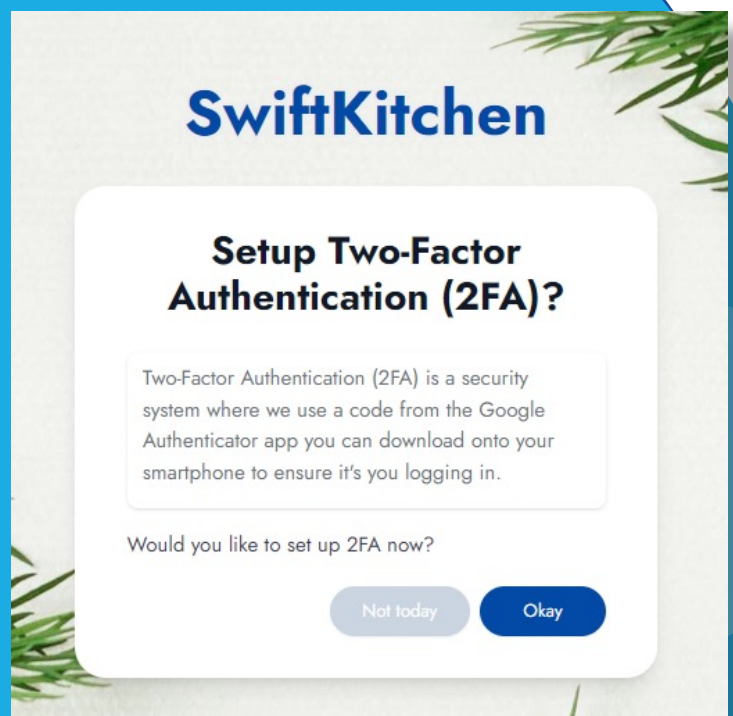 SwiftKitchen
Setup Two-Factor
Authentication (2FA)?
Two-Factor Authentication (2FA) is a security
system where we use a code from the Google
Authenticator app you can download onto your
smartphone to ensure it's you logging in.
Would you like to set up 2FA now?
Not today
Okay